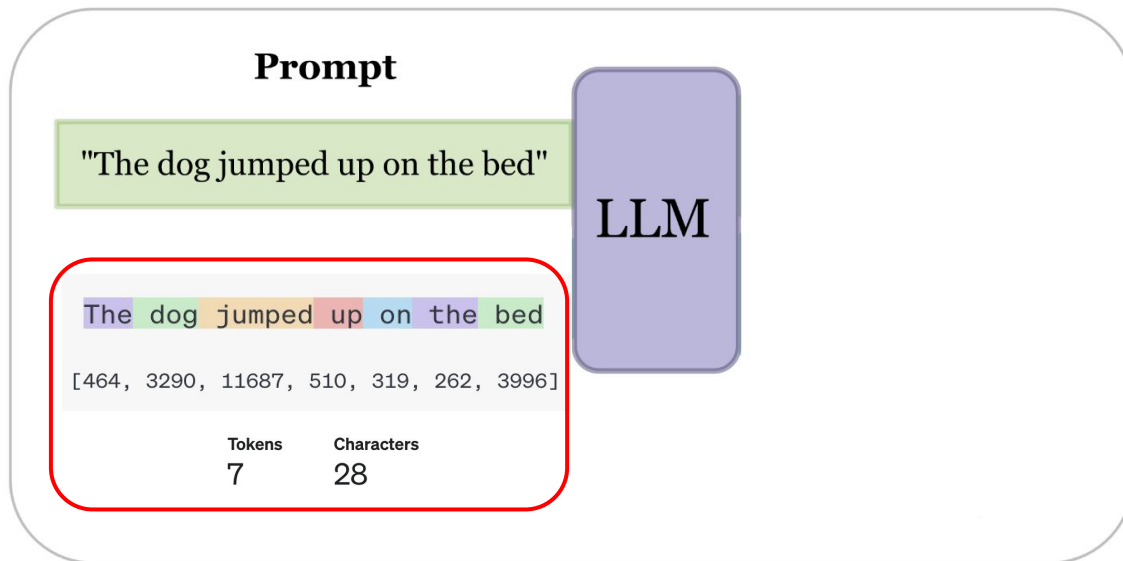 Prompt
"The dog jumped up on the bed"
LLM
The dog jumped up on the bed
[464, 3290, 11687, 510, 319, 262, 3996]
Tokens Characters
7 28